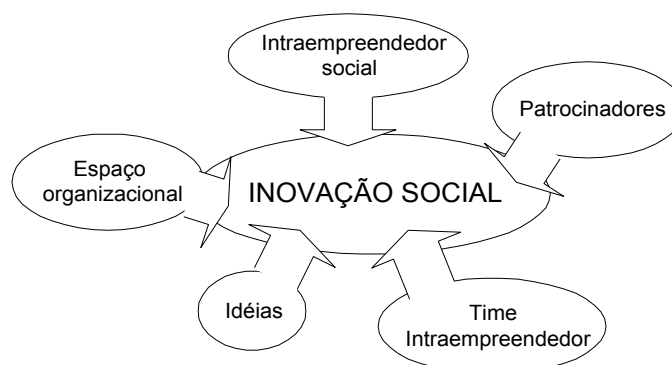 Intraempreendedor
social
Patrocinadores
Espaço
organizacional
INOVAÇÃO SOCIAL
Idéias
Time
Intraempreendedor